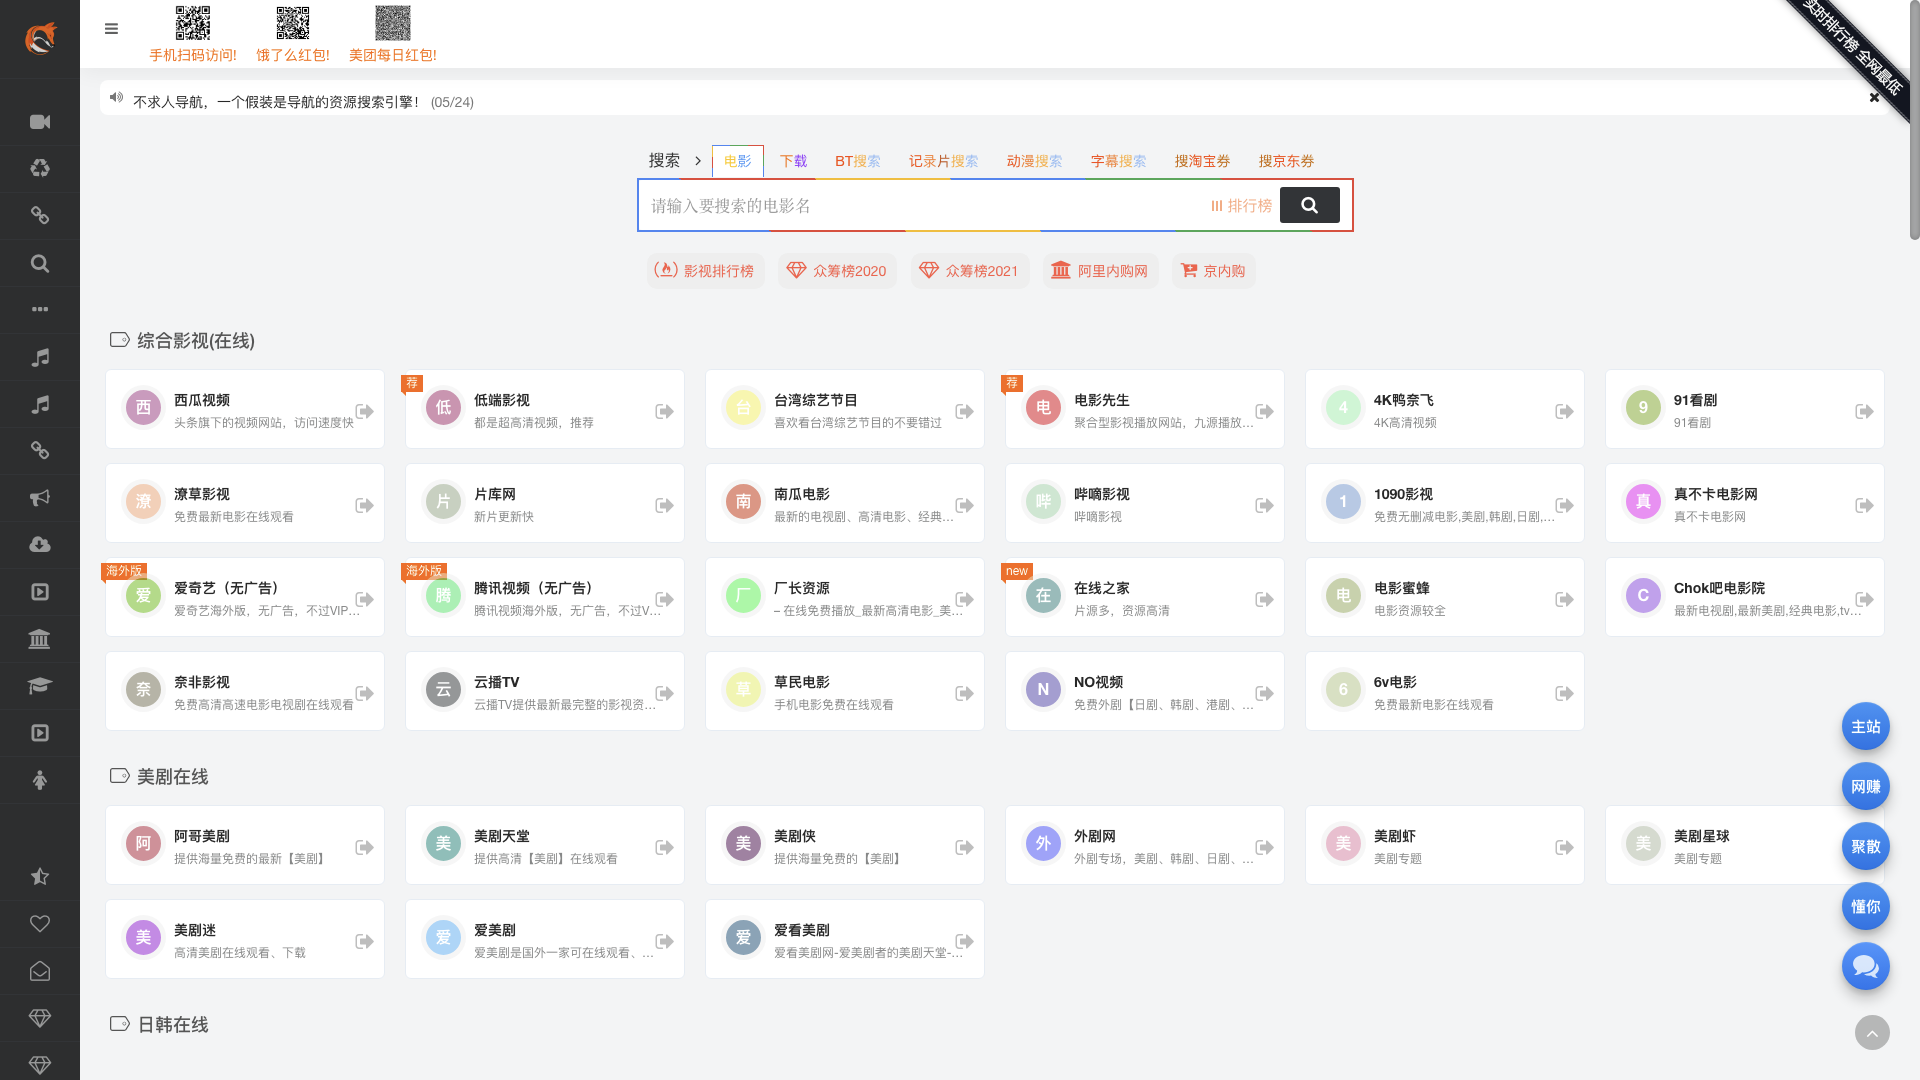 手机扫码访问!
饿了么红包!
美团每日红包!
实时排行榜 全网最低
不求人导航，一个假装是导航的资源搜索引擎！ (05/24)
搜索
电影
下载
BT搜索
记录片搜索
动漫搜索
字幕搜索
搜淘宝券
搜京东券
请输入要搜索的电影名
排行榜
影视排行榜
众筹榜2020
众筹榜2021
阿里内购网
京内购
综合影视(在线)
西
西瓜视频
头条旗下的视频网站，访问速度快
荐
低
低端影视
都是超高清视频，推荐
台
台湾综艺节目
喜欢看台湾综艺节目的不要错过
荐
电
电影先生
聚合型影视播放网站，九源播放...
4
4K鸭奈飞
4K高清视频
9
91看剧
91看剧
潦
潦草影视
免费最新电影在线观看
片
片库网
新片更新快
南
南瓜电影
最新的电视剧、高清电影、经典...
哔
哔嘀影视
哔嘀影视
1
1090影视
免费无删减电影,美剧,韩剧,日剧,...
真
真不卡电影网
真不卡电影网
海外版
爱
爱奇艺（无广告）
爱奇艺海外版，无广告，不过VIP...
海外版
腾
腾讯视频（无广告）
腾讯视频海外版，无广告，不过V...
厂
厂长资源
– 在线免费播放_最新高清电影_美...
new
在
在线之家
片源多，资源高清
电
电影蜜蜂
电影资源较全
C
Chok吧电影院
最新电视剧,最新美剧,经典电影,tv...
奈
奈非影视
免费高清高速电影电视剧在线观看
云
云播TV
云播TV提供最新最完整的影视资...
草
草民电影
手机电影免费在线观看
N
NO视频
免费外剧【日剧、韩剧、港剧、...
6
6v电影
免费最新电影在线观看
美剧在线
阿
阿哥美剧
提供海量免费的最新【美剧】
美
美剧天堂
提供高清【美剧】在线观看
美
美剧侠
提供海量免费的【美剧】
外
外剧网
外剧专场，美剧、韩剧、日剧、...
美
美剧虾
美剧专题
美
美剧星球
美剧专题
美
美剧迷
高清美剧在线观看、下载
爱
爱美剧
爱美剧是国外一家可在线观看、...
爱
爱看美剧
爱看美剧网-爱美剧者的美剧天堂-...
日韩在线
主站
网赚
聚散
懂你